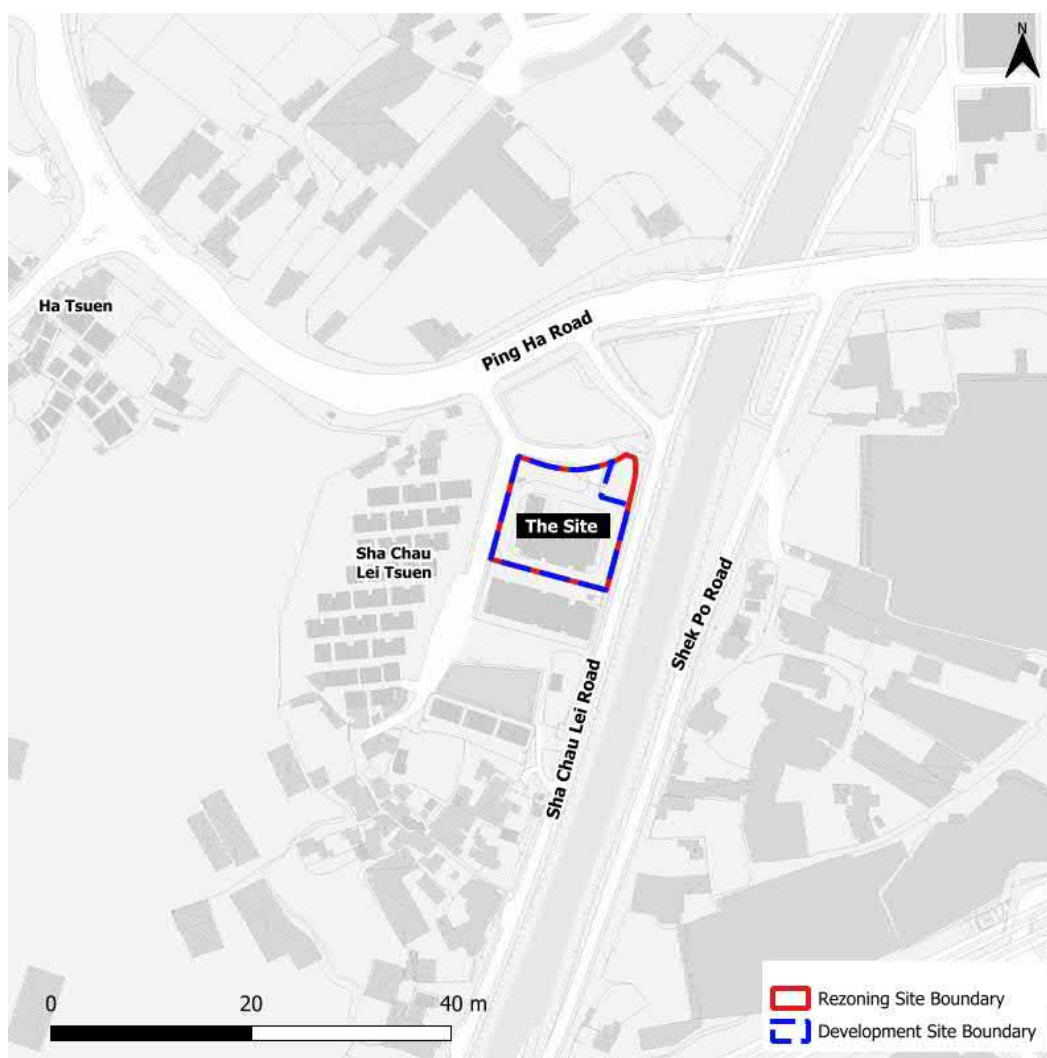 N
Ha Tsuen
Ping Ha Road
The Site
Sha Chau
Lei Tsuen
Shek Po Road
Sha Chau Lei Road
0 20 40 m
Rezoning Site Boundary
Development Site Boundary